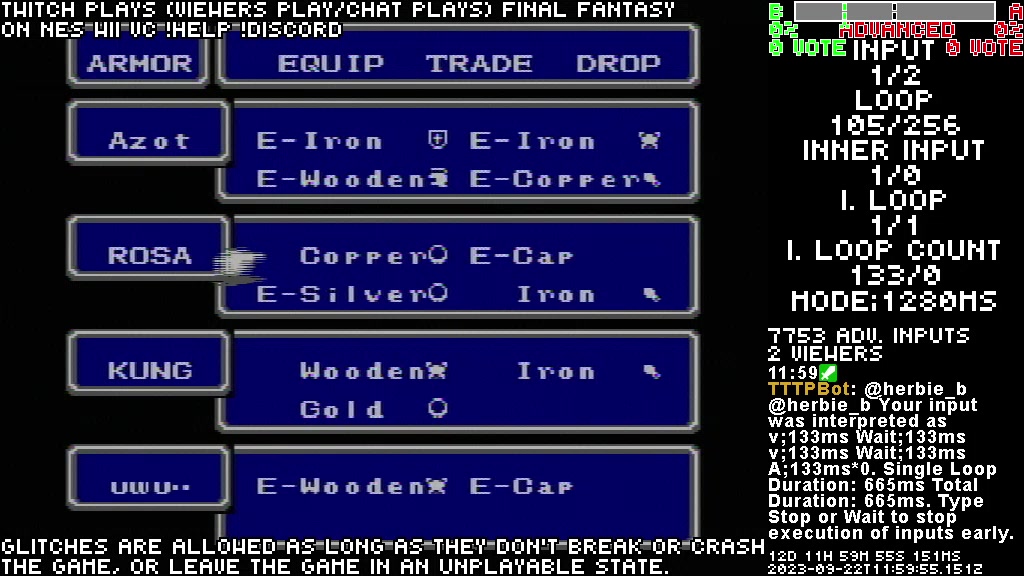 TWITCH PLAYS (VIEWERS PLAY/CHAT PLAYS) FINAL FANTASY
ON NES WII VC !HELP !DISCORD
ARMOR EQUIP TRADE DROP
Azot E-Iron E-Iron
E-Wooden E-Copper
ROSA Copper E-Cap
E-Silver Iron
KUNG Wooden Iron
Gold
uwu·· E-Wooden E-Cap
GLITCHES ARE ALLOWED AS LONG AS THEY DON'T BREAK OR CRASH
THE GAME, OR LEAVE THE GAME IN AN UNPLAYABLE STATE.
B A
0% ADVANCED 0%
0 VOTE INPUT 0 VOTE
1/2
LOOP
105/256
INNER INPUT
1/0
I. LOOP
1/1
I. LOOP COUNT
133/0
MODE:1280MS
7753 ADV. INPUTS
2 VIEWERS
11:59
TTTPBot: @herbie_b
@herbie_b Your input
was interpreted as
v;133ms Wait;133ms
v;133ms Wait;133ms
A;133ms*0. Single Loop
Duration: 665ms Total
Duration: 665ms. Type
Stop or Wait to stop
execution of inputs early.
12D 11H 59M 55S 151MS
2023-09-22T11:59:55.151Z